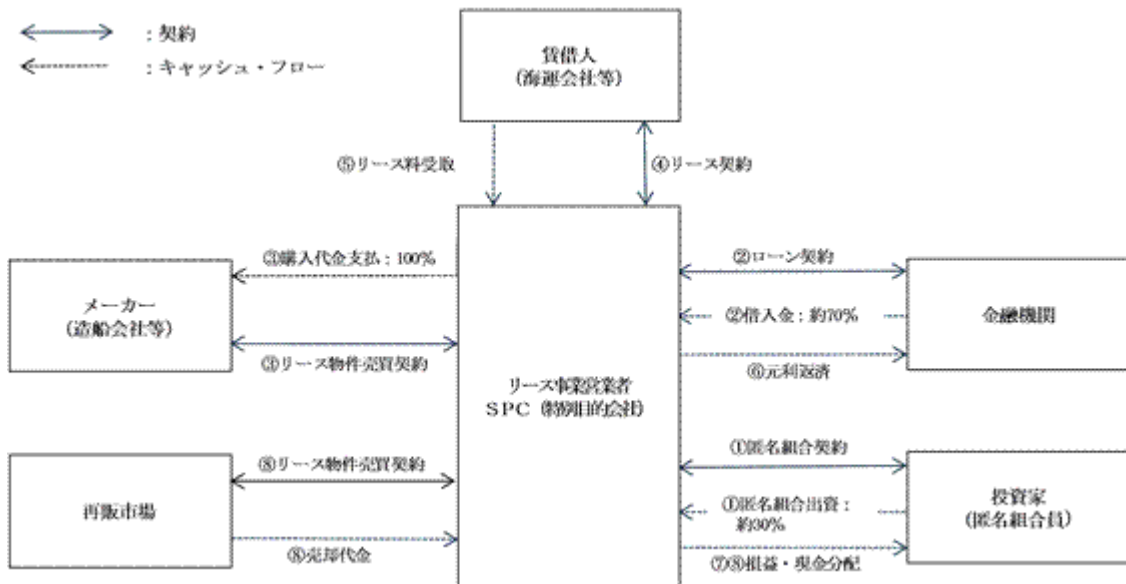 ：契約
：キャッシュ・フロー
賃借人
（海運会社等）
⑤リース料受取
④リース契約
③購入代金支払：100%
②ローン契約
メーカー
（造船会社等）
②借入金：約70%
金融機関
③リース物件売買契約
⑥元利返済
リース事業営業者
ＳＰＣ（特別目的会社）
①匿名組合契約
⑧リース物件売買契約
再販市場
①匿名組合出資：
約30%
投資家
（匿名組合員）
⑧売却代金
⑦⑧損益・現金分配